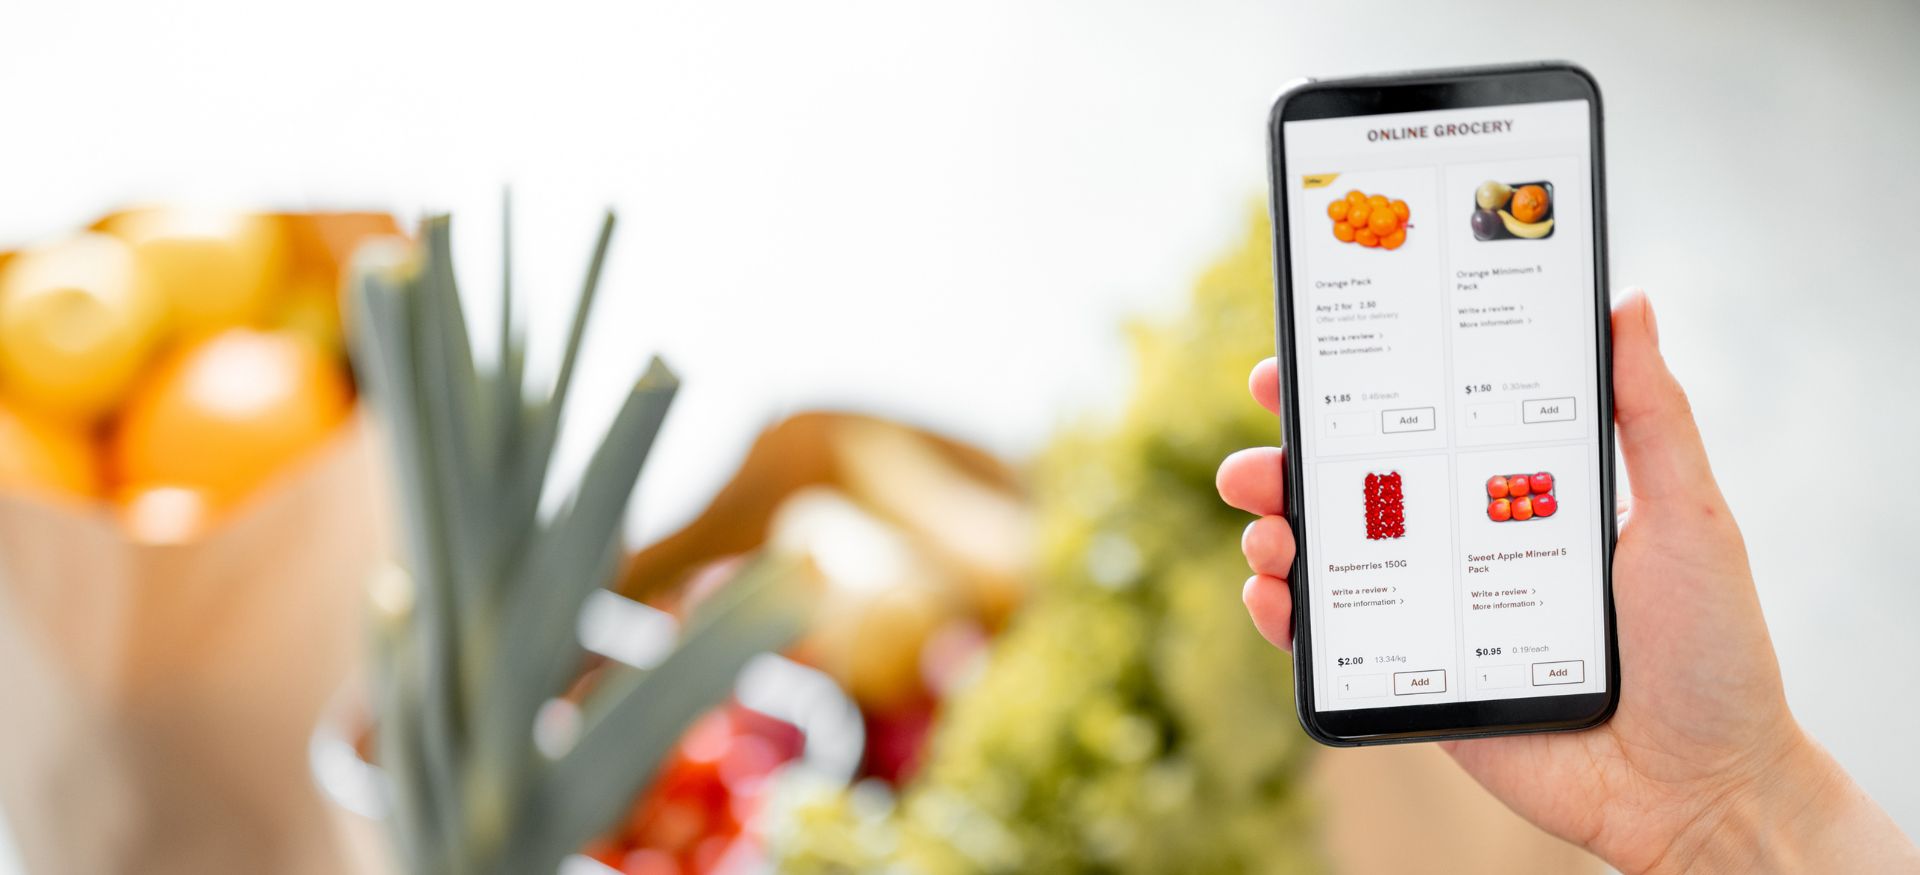 ONLINE GROCERY
Offer
Orange Pack
Any 2 for 2.50
Offer valid for delivery
Write a review >
More information >
$1.85 0.46/each
1 Add
Orange Minimum 5
Pack
Write a review >
More information >
$1.50 0.30/each
1 Add
Raspberries 150G
Write a review >
More information >
$2.00 13.34/kg
1 Add
Sweet Apple Mineral 5
Pack
Write a review >
More information >
$0.95 0.19/each
1 Add